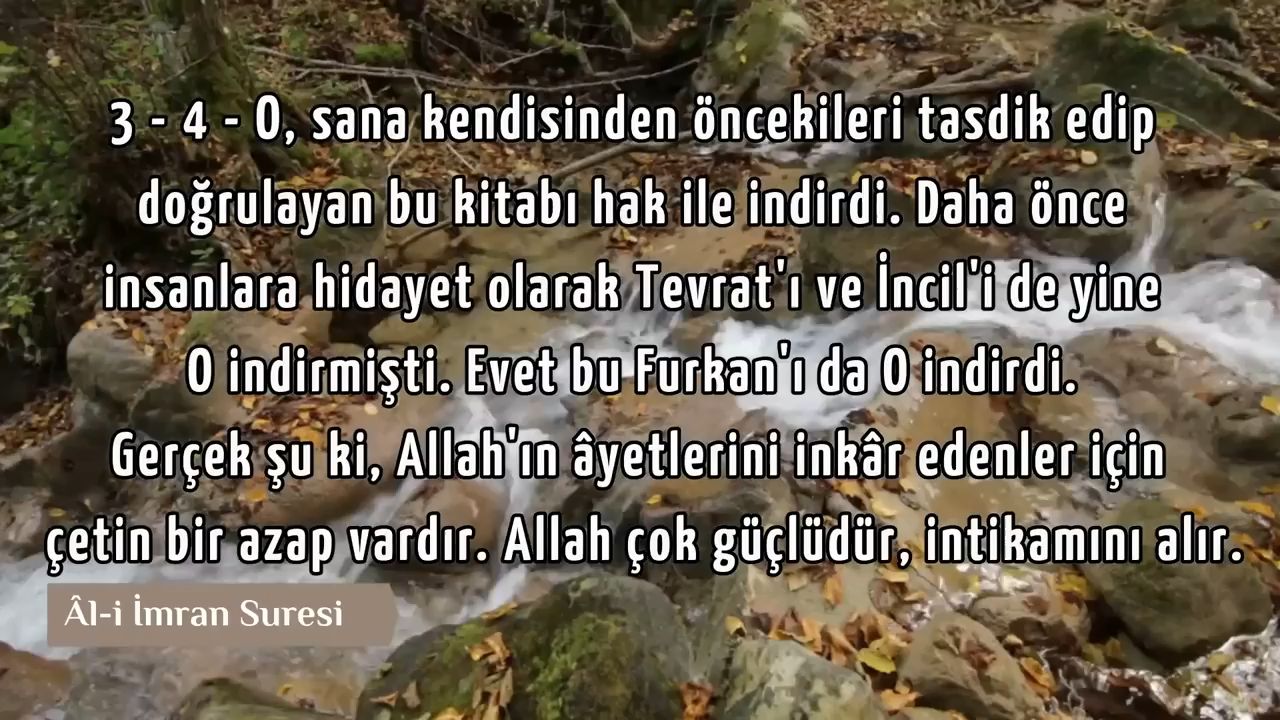 3 - 4 - O, sana kendisinden öncekileri tasdik edip
doğrulayan bu kitabı hak ile indirdi. Daha önce
insanlara hidayet olarak Tevrat'ı ve İncil'i de yine
O indirmişti. Evet bu Furkan'ı da O indirdi.
Gerçek şu ki, Allah'ın âyetlerini inkâr edenler için
çetin bir azap vardır. Allah çok güçlüdür, intikamını alır.
Âl-i İmran Suresi